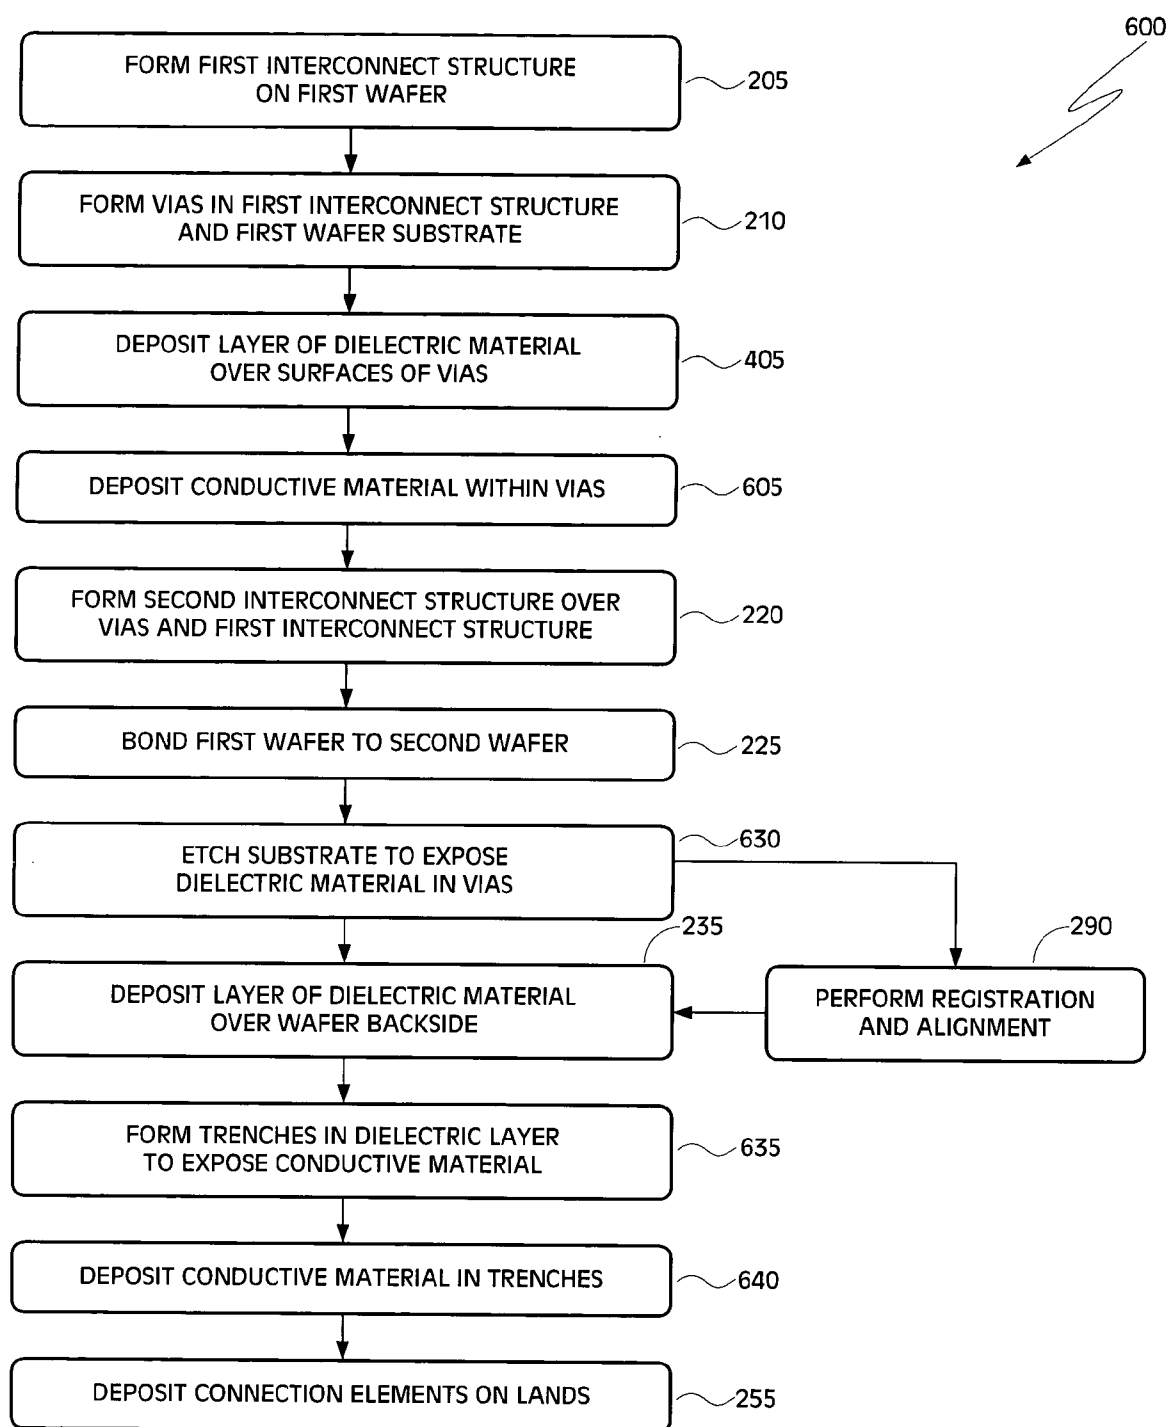 600
FORM FIRST INTERCONNECT STRUCTURE
ON FIRST WAFER
205
FORM VIAS IN FIRST INTERCONNECT STRUCTURE
AND FIRST WAFER SUBSTRATE
210
DEPOSIT LAYER OF DIELECTRIC MATERIAL
OVER SURFACES OF VIAS
405
DEPOSIT CONDUCTIVE MATERIAL WITHIN VIAS
605
FORM SECOND INTERCONNECT STRUCTURE OVER
VIAS AND FIRST INTERCONNECT STRUCTURE
220
BOND FIRST WAFER TO SECOND WAFER
225
ETCH SUBSTRATE TO EXPOSE
DIELECTRIC MATERIAL IN VIAS
630
235
DEPOSIT LAYER OF DIELECTRIC MATERIAL
OVER WAFER BACKSIDE
290
PERFORM REGISTRATION
AND ALIGNMENT
FORM TRENCHES IN DIELECTRIC LAYER
TO EXPOSE CONDUCTIVE MATERIAL
635
DEPOSIT CONDUCTIVE MATERIAL IN TRENCHES
640
DEPOSIT CONNECTION ELEMENTS ON LANDS
255